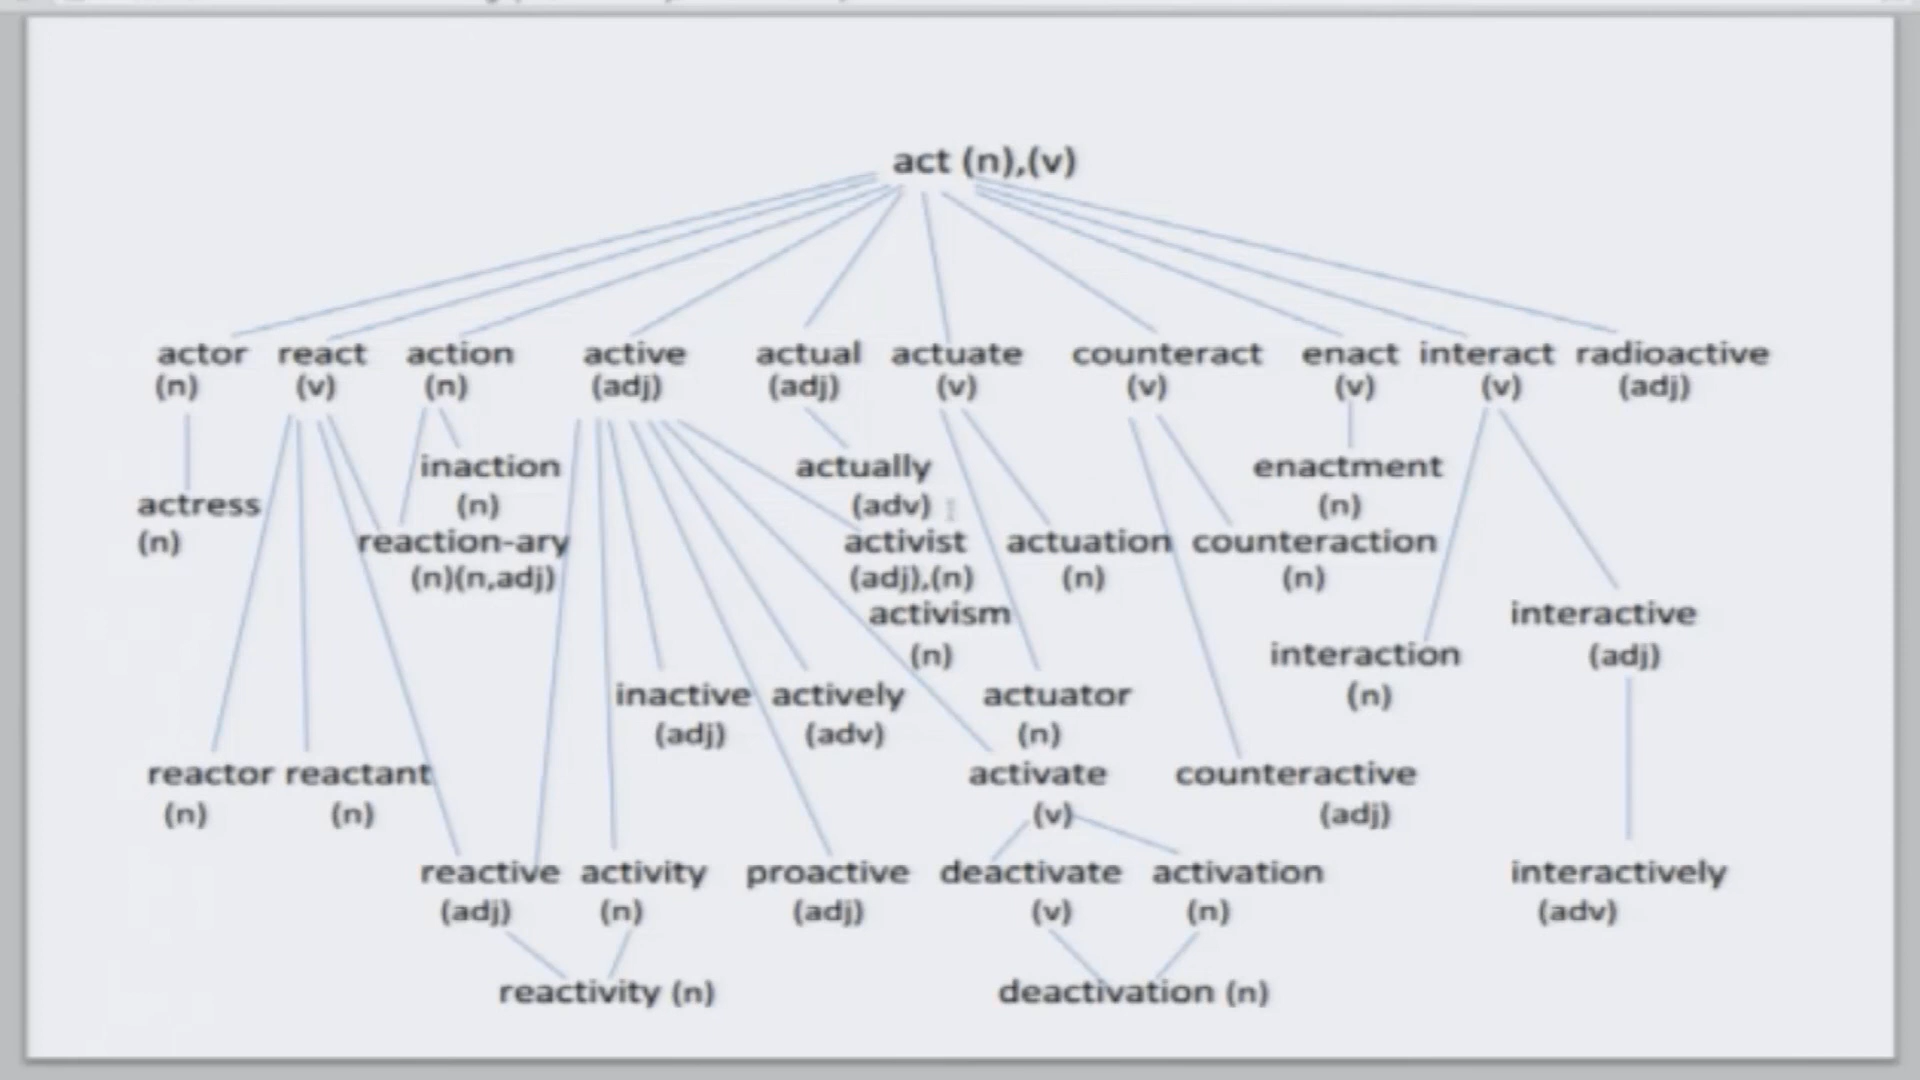 act (n),(v)
actor react action active actual actuate counteract enact interact radioactive
(n) (v) (n) (adj) (adj) (v) (v) (v) (v) (adj)
inaction actually enactment
actress (n) (adv) (n)
(n) reaction-ary activist actuation counteraction
(n)(n,adj) (adj),(n) (n) (n)
activism interactive
(n) interaction (adj)
inactive actively actuator (n)
(adj) (adv) (n)
reactor reactant activate counteractive
(n) (n) (v) (adj)
reactive activity proactive deactivate activation interactively
(adj) (n) (adj) (v) (n) (adv)
reactivity (n) deactivation (n)